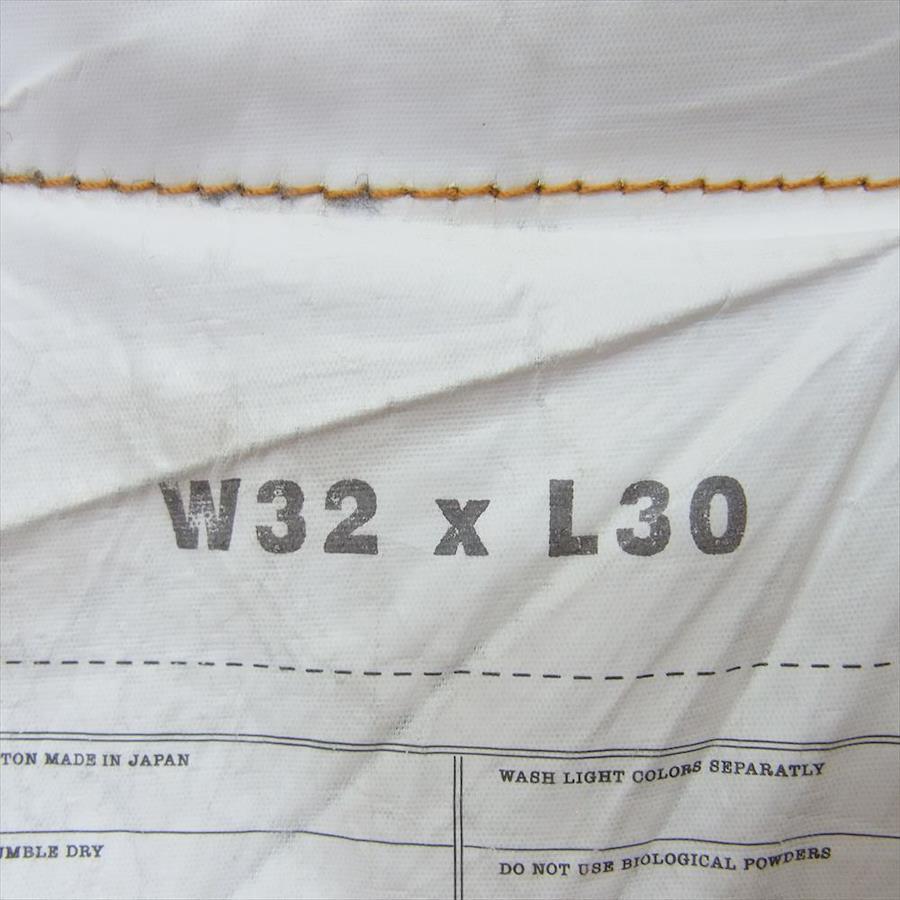 W32 x L30
TON MADE IN JAPAN
WASH LIGHT COLORS SEPARATLY
UMBLE DRY
DO NOT USE BIOLOGICAL POWDERS